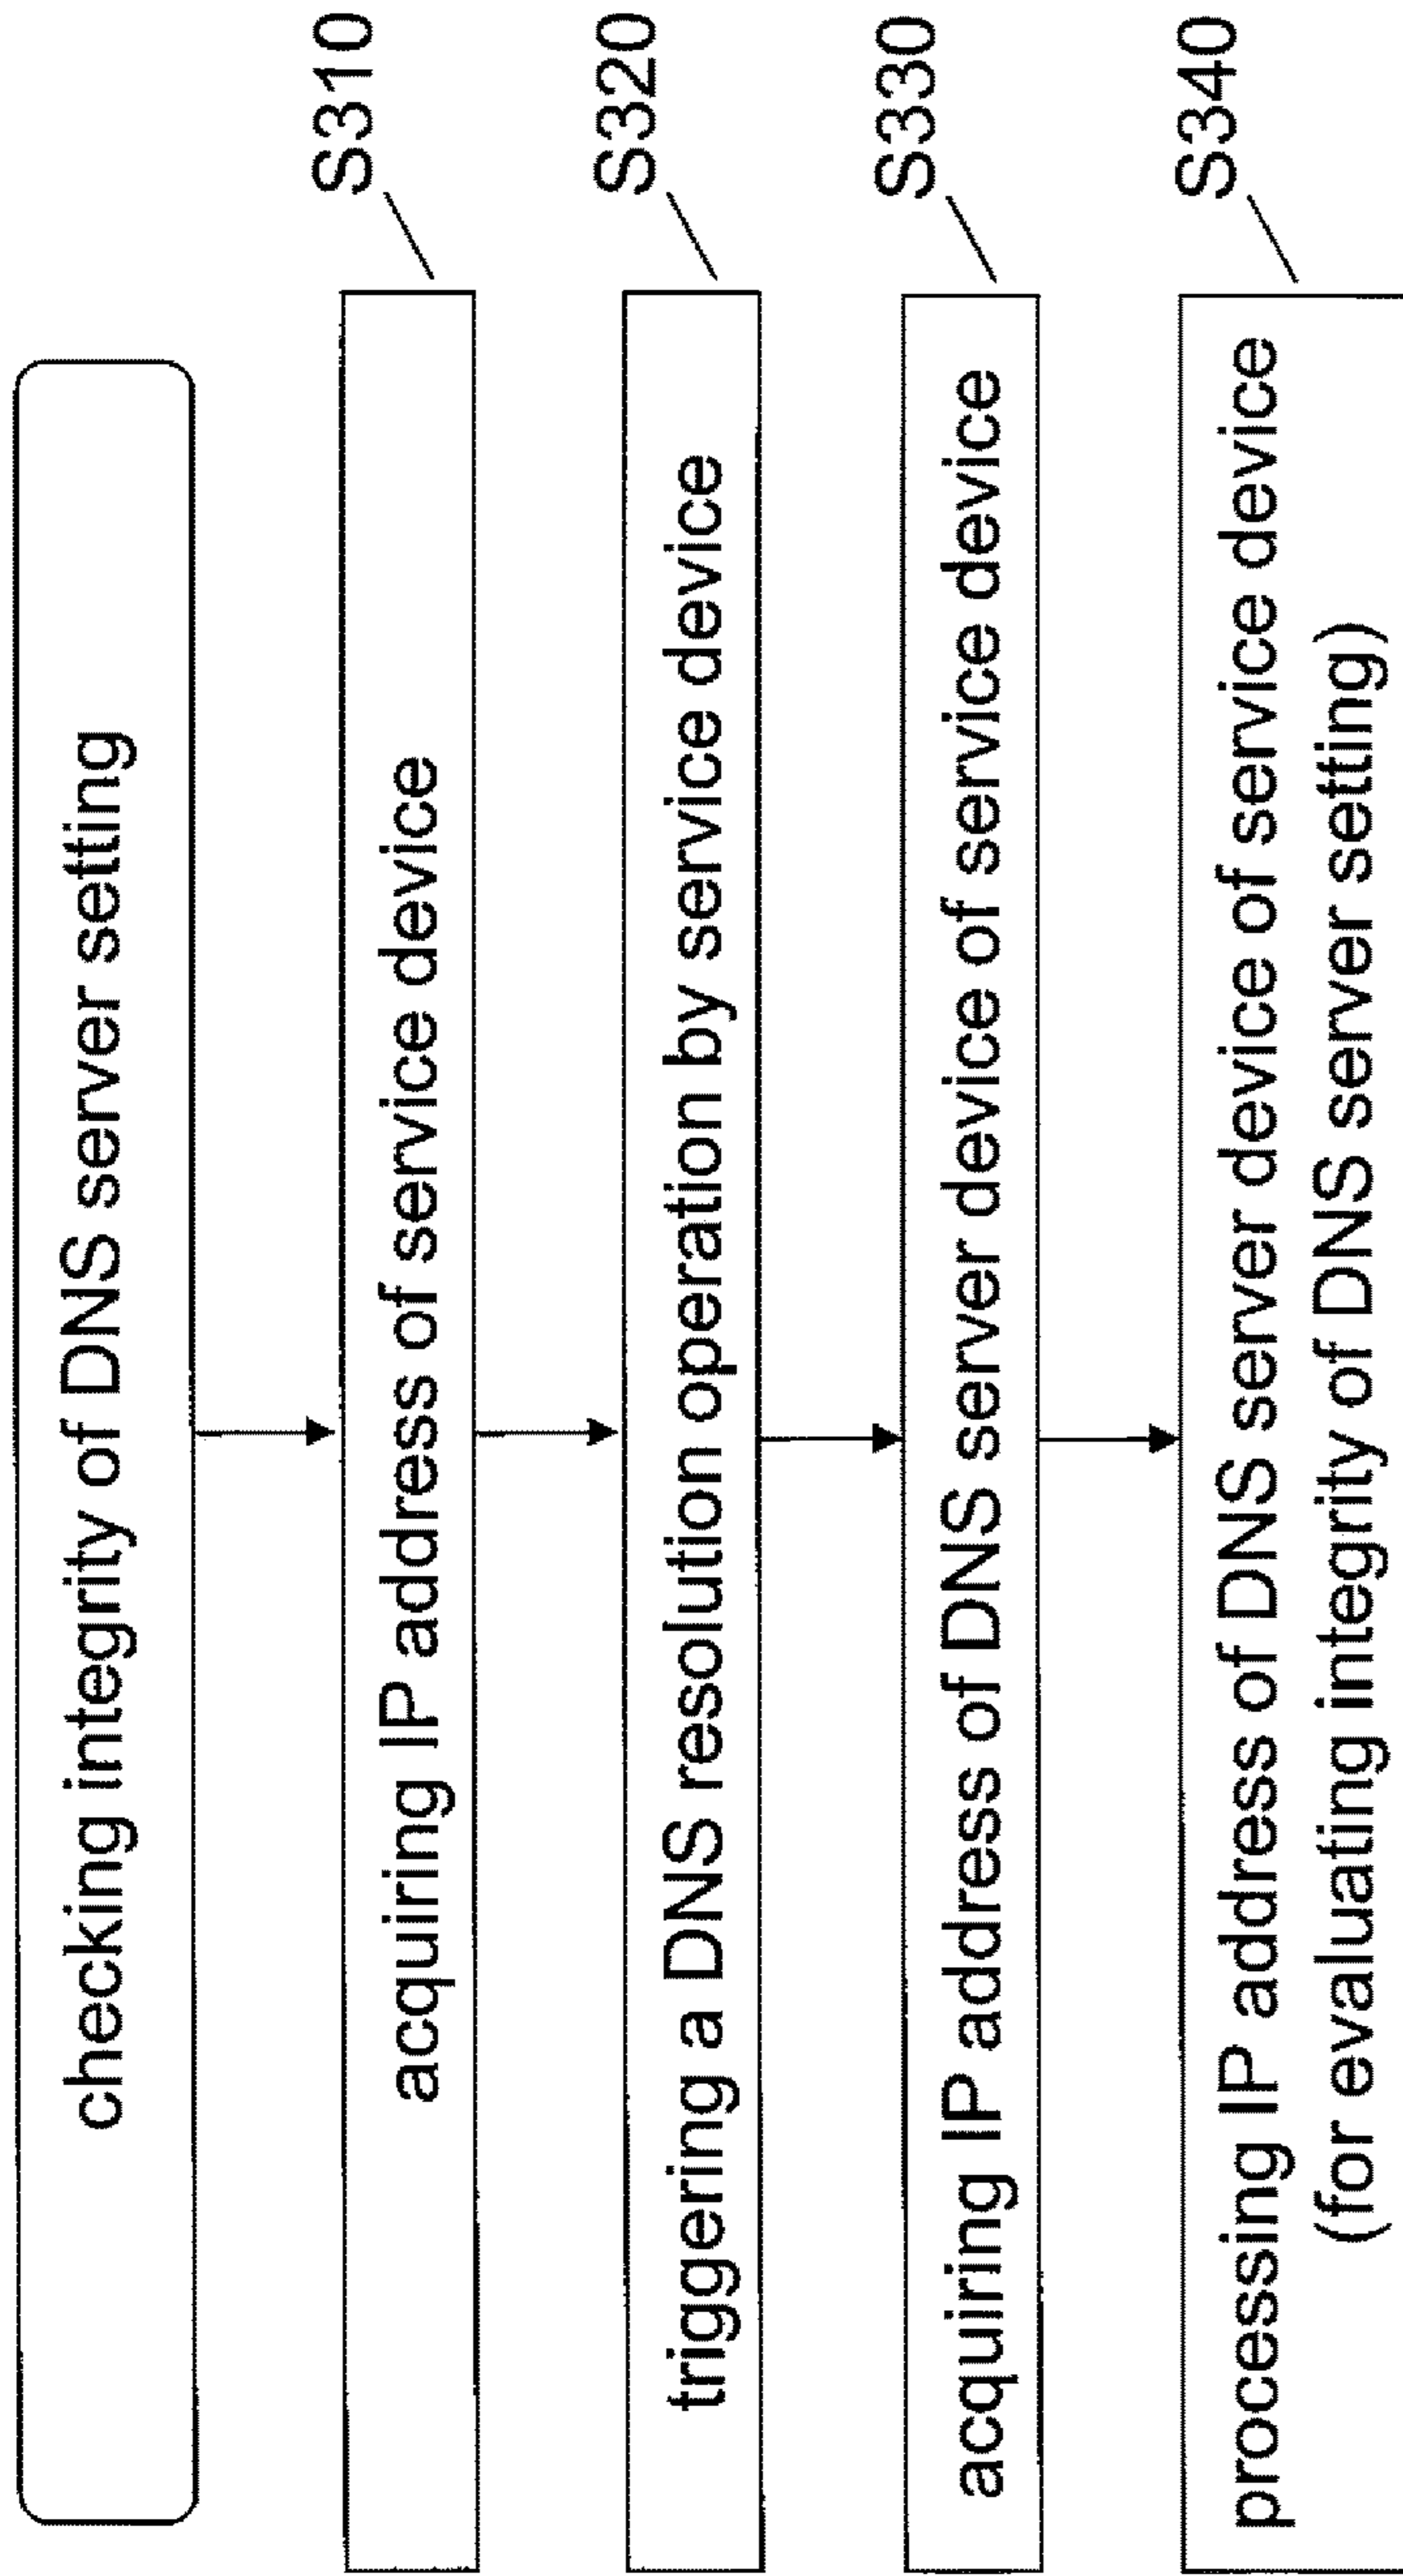 checking integrity of DNS server setting
S310
acquiring IP address of service device
S320
triggering a DNS resolution operation by service device
S330
acquiring IP address of DNS server device of service device
S340
processing IP address of DNS server device of service device
(for evaluating integrity of DNS server setting)